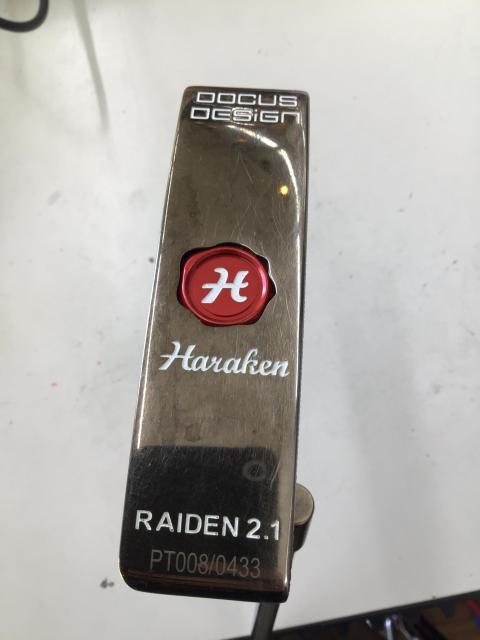 DOCUS
DESiGn
H
Haraken
RAIDEN 2.1
PT008/0433